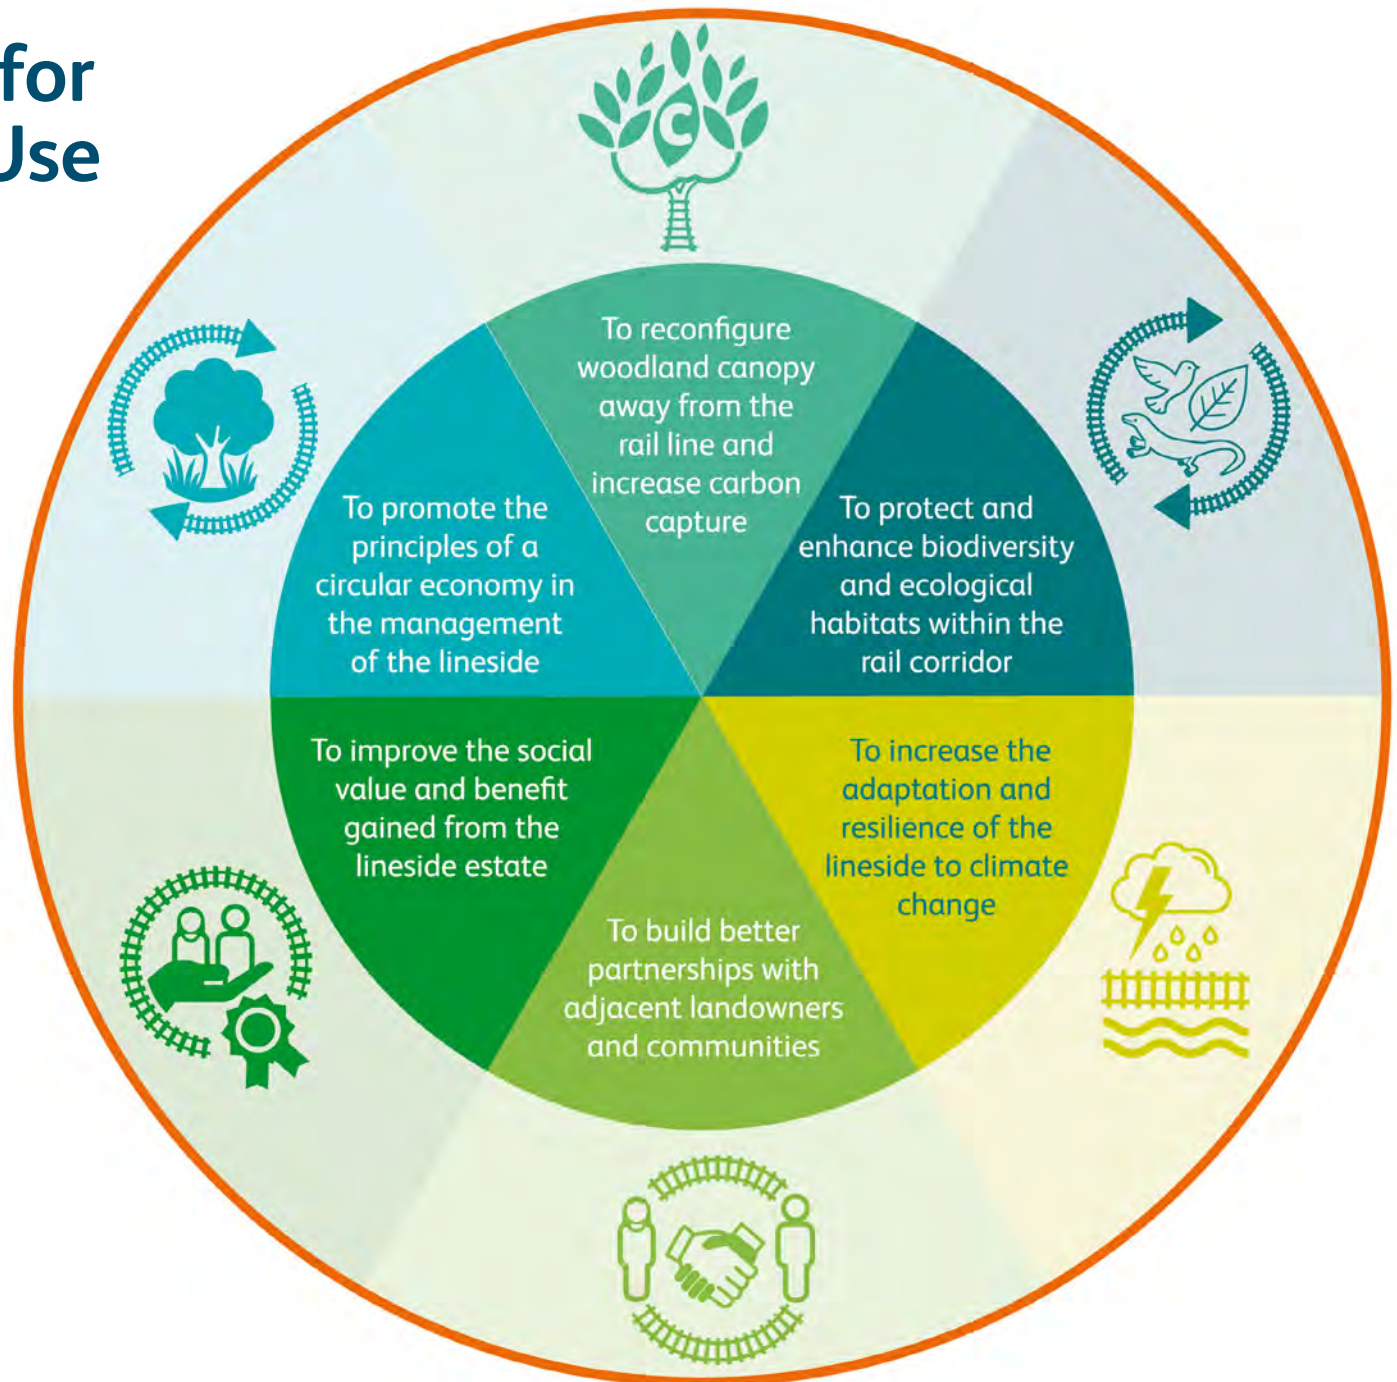 for
Use
To reconfigure
woodland canopy
away from the
rail line and
increase carbon
capture
To protect and
enhance biodiversity
and ecological
habitats within the
rail corridor
To increase the
adaptation and
resilience of the
lineside to climate
change
To build better
partnerships with
adjacent landowners
and communities
To improve the social
value and benefit
gained from the
lineside estate
To promote the
principles of a
circular economy in
the management
of the lineside
C